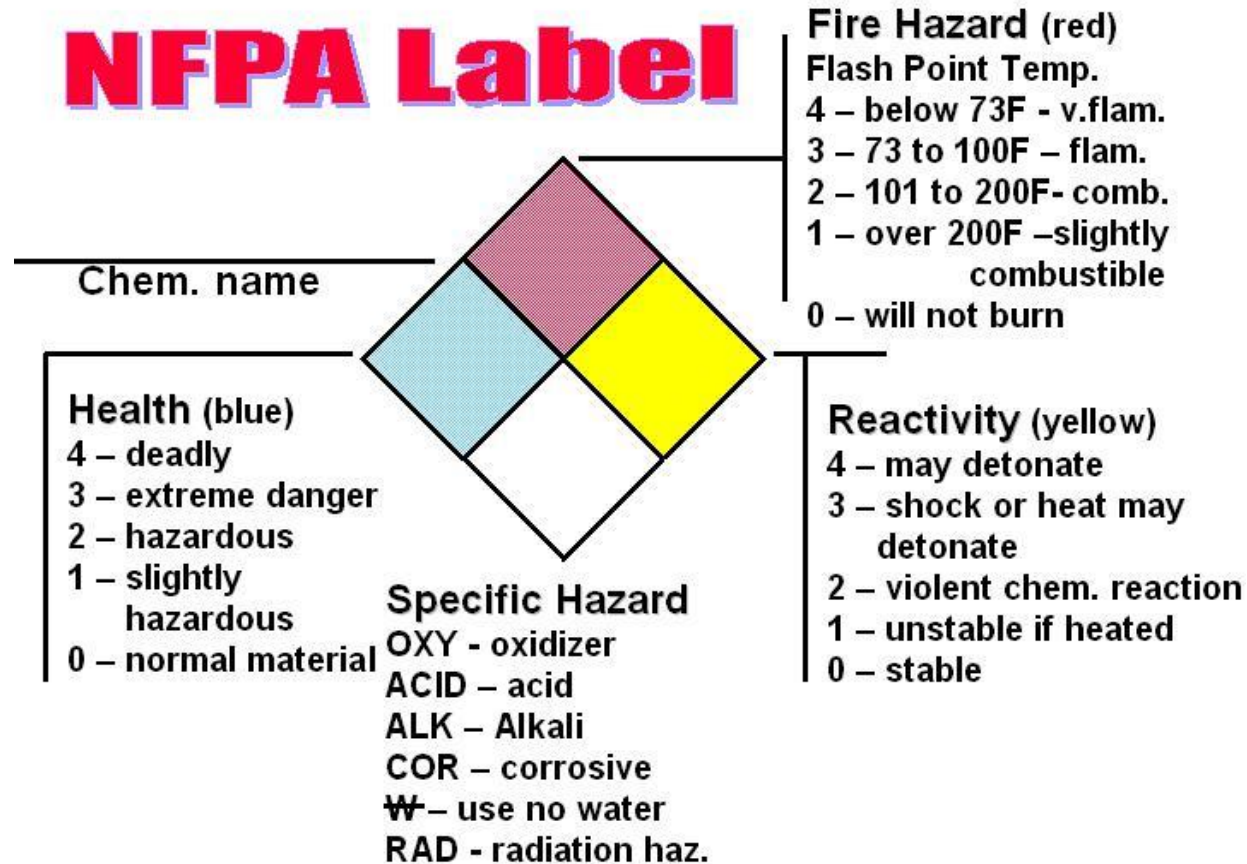 NFPA Label
Fire Hazard (red)
Flash Point Temp.
4 – below 73F - v.flam.
3 – 73 to 100F – flam.
2 – 101 to 200F- comb.
1 – over 200F –slightly
combustible
0 – will not burn
Chem. name
Health (blue)
4 – deadly
3 – extreme danger
2 – hazardous
1 – slightly
hazardous
0 – normal material
Reactivity (yellow)
4 – may detonate
3 – shock or heat may
detonate
2 – violent chem. reaction
1 – unstable if heated
0 – stable
Specific Hazard
OXY - oxidizer
ACID – acid
ALK – Alkali
COR – corrosive
W̶ – use no water
RAD - radiation haz.